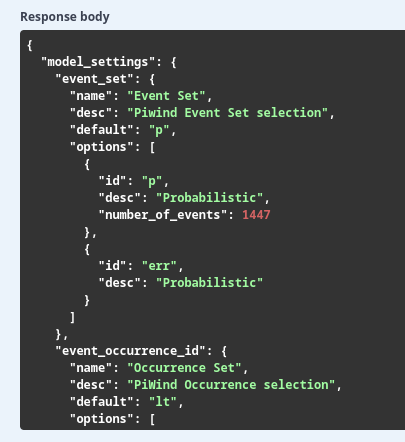 Response body
{
  "model_settings": {
    "event_set": {
      "name": "Event Set",
      "desc": "Piwind Event Set selection",
      "default": "p",
      "options": [
        {
          "id": "p",
          "desc": "Probabilistic",
          "number_of_events": 1447
        },
        {
          "id": "err",
          "desc": "Probabilistic"
        }
      ]
    },
    "event_occurrence_id": {
      "name": "Occurrence Set",
      "desc": "PiWind Occurrence selection",
      "default": "lt",
      "options": [